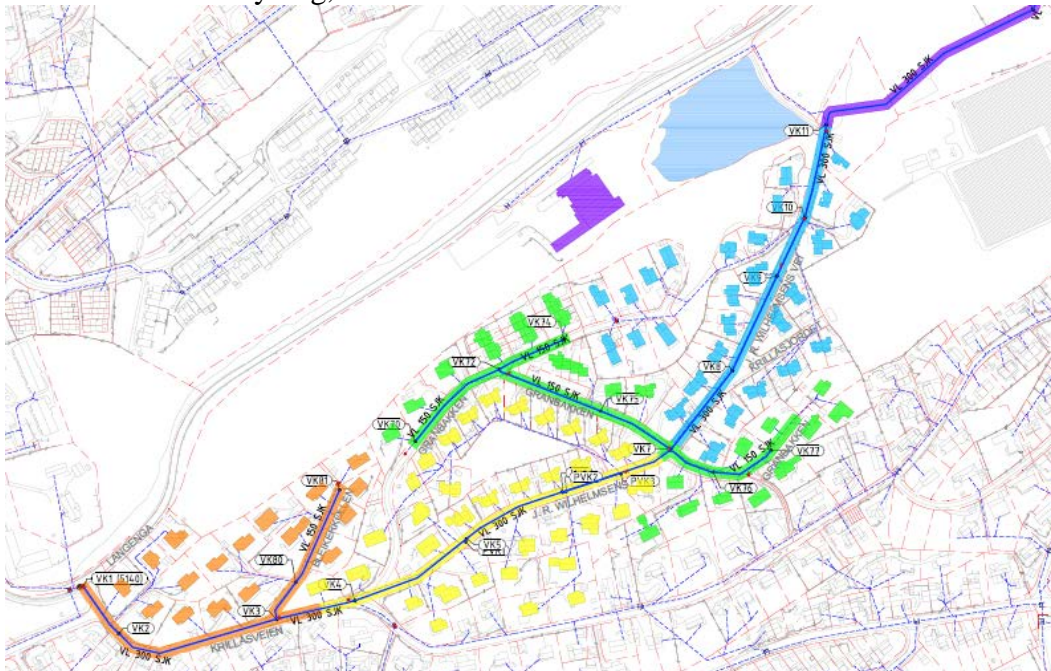 VL 300 SJK
VK11
VL 300 SJK
VK10
VK9
J. R. WILHELMSENS VEI
KRILLÅSJORDET
VK74
VL 150 SJK
VK72
VK8
VL 150 SJK
GRANBAKKEN
VK75
VL 300 SJK
VL 150 SJK
GRANBAKKEN
VK70
VK7
VL 150 SJK
VK77
GRANBAKKEN
VK76
VK81
PVK2
PVK3
J. R. WILHELMSENS
VL 150 SJK
VL 300 SJK
VK5
LANGENGA
VK1 (5140)
VK80
VK4
VK3
VK2
VL 300 SJK
KRILLÅSVEIEN
VL 300 SJK